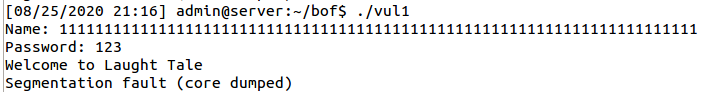 [08/25/2020 21:16] admin@server:~/bof$ ./vul1
Name: 11111111111111111111111111111111111111111111111111111111111111111111111
Password: 123
Welcome to Laught Tale
Segmentation fault (core dumped)